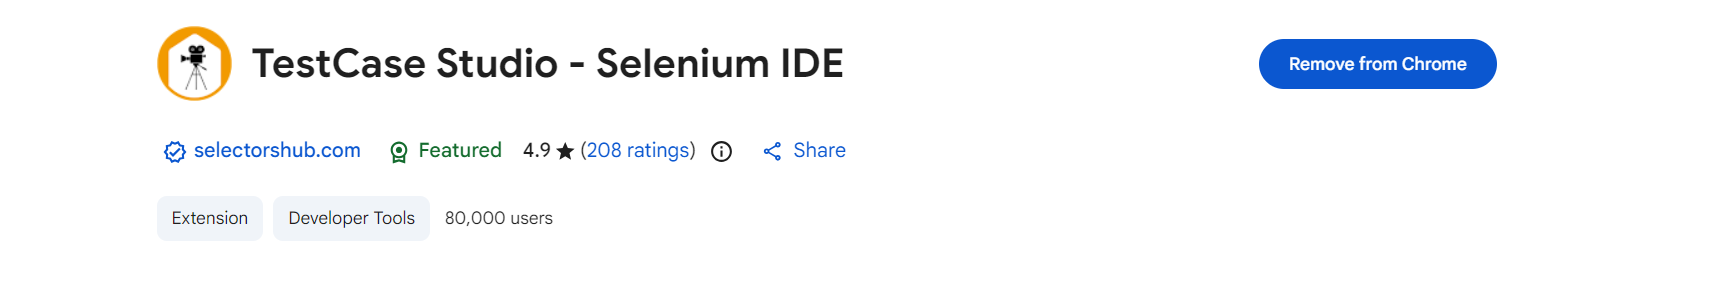 TestCase Studio - Selenium IDE
Remove from Chrome
selectorshub.com Featured 4.9 ★ (208 ratings) Share
Extension Developer Tools 80,000 users